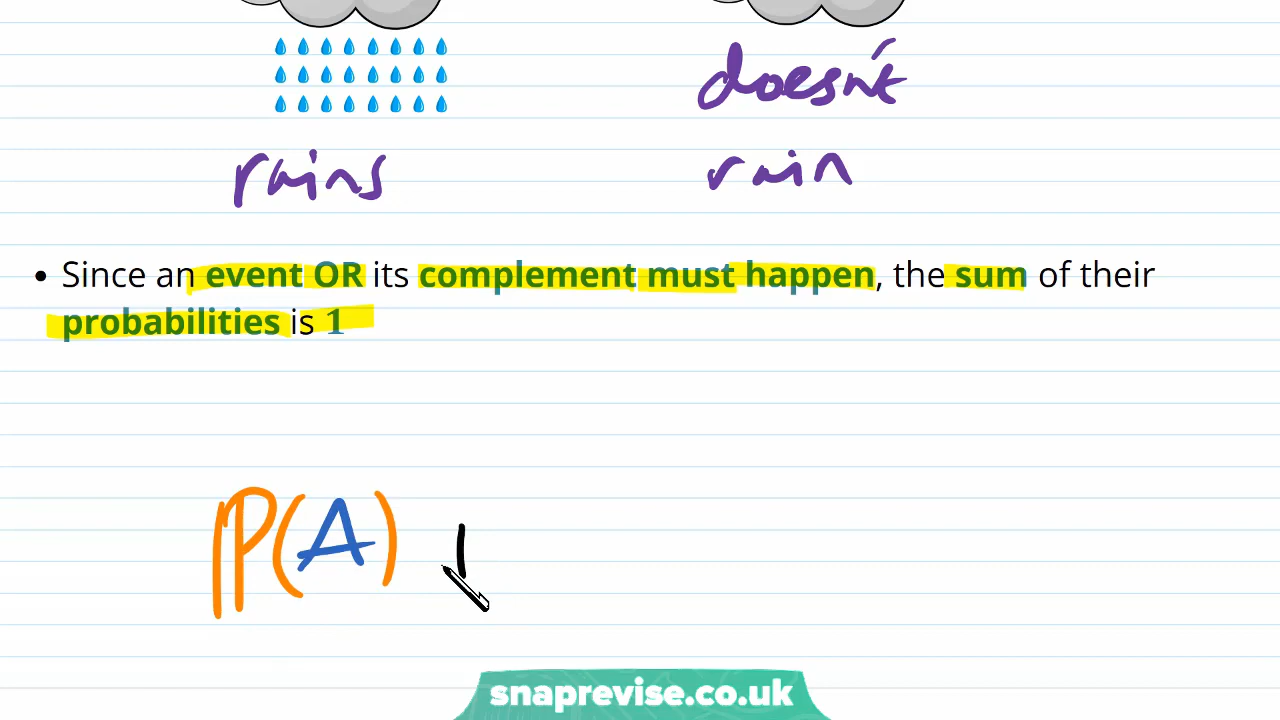 doesn't
rains rain
• Since an event OR its complement must happen, the sum of their
probabilities is 1
ℙ(A)
snaprevise.co.uk